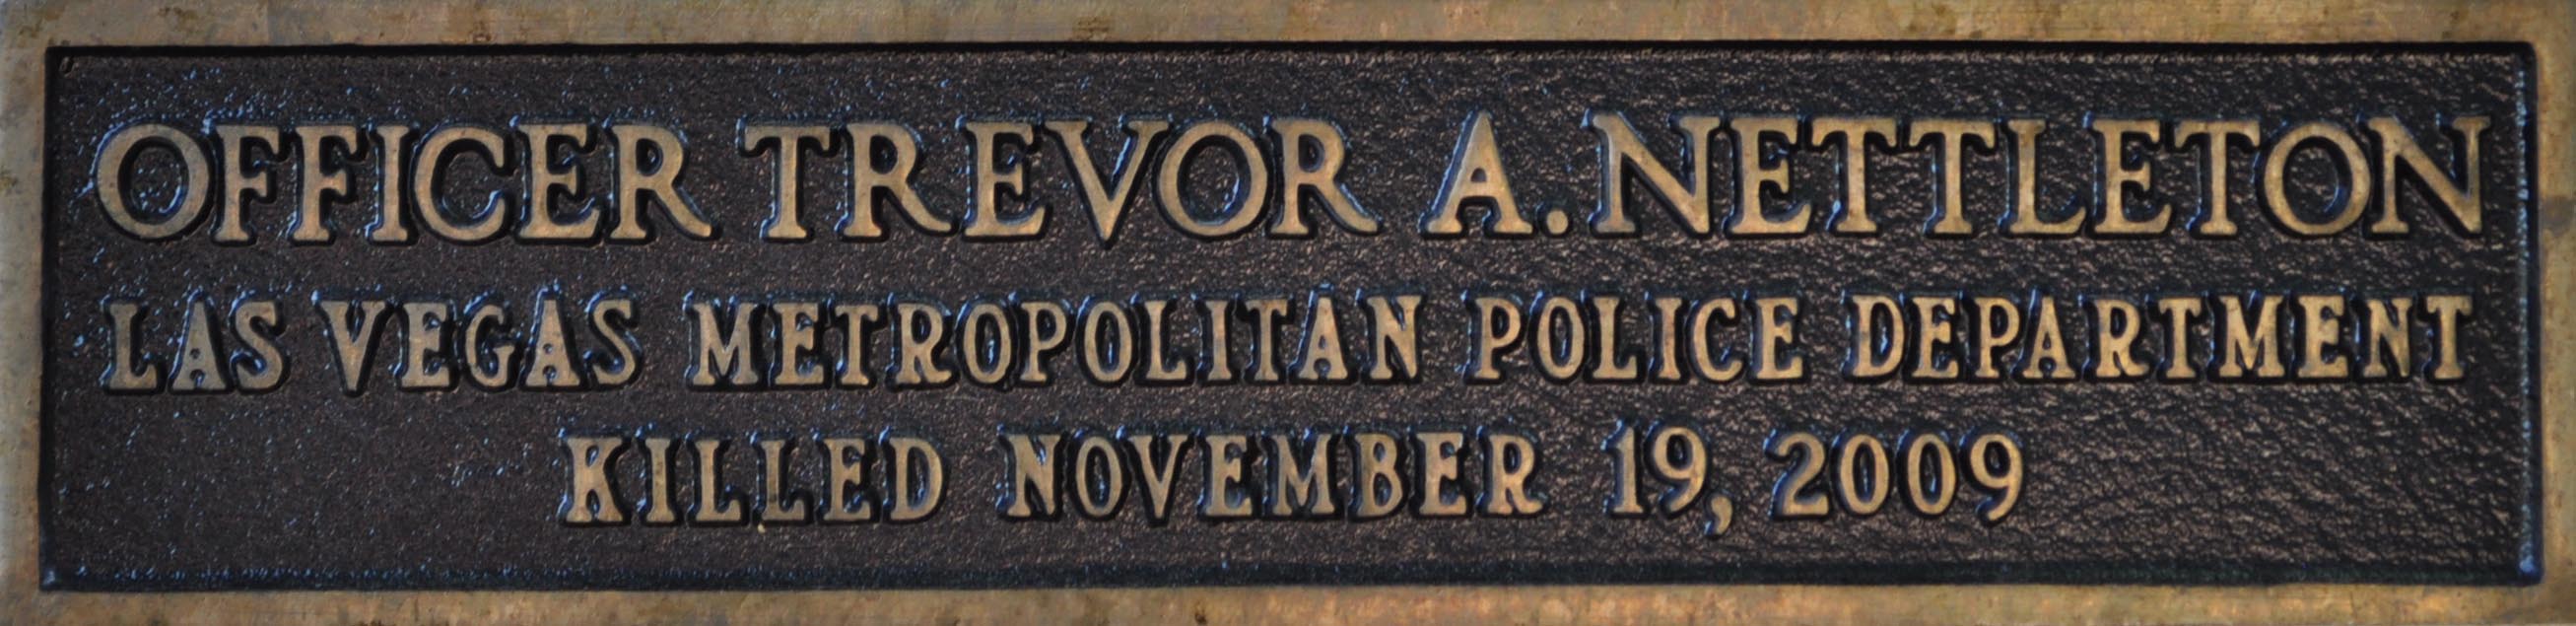 OFFICER TREVOR A. NETTLETON
LAS VEGAS METROPOLITAN POLICE DEPARTMENT
KILLED NOVEMBER 19, 2009